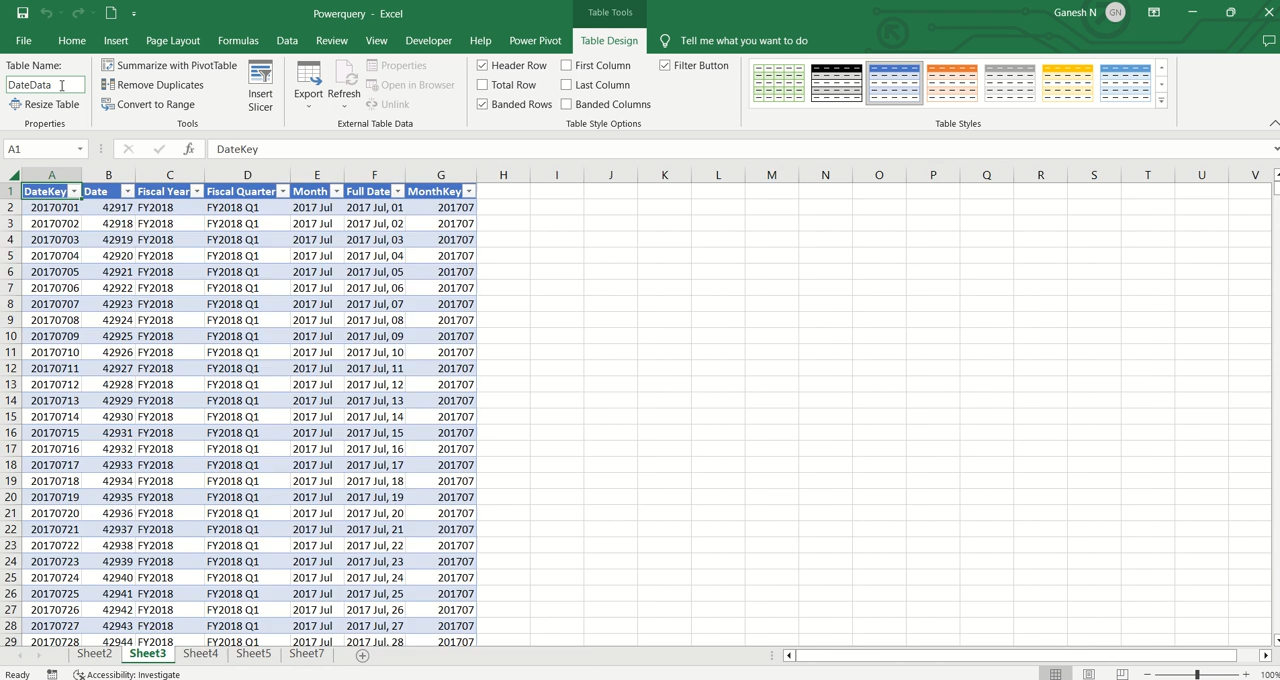 Powerquery - Excel
Table Tools
Ganesh N
GN
File Home Insert Page Layout Formulas Data Review View Developer Help Power Pivot Table Design Tell me what you want to do
Table Name:
DateData
Resize Table
Properties
Summarize with PivotTable
Remove Duplicates
Convert to Range
Tools
Insert
Slicer
Export
Refresh
Properties
Open in Browser
Unlink
External Table Data
Header Row
First Column
Filter Button
Total Row
Last Column
Banded Rows
Banded Columns
Table Style Options
Table Styles
A1
fx
DateKey
A B C D E F G H I J K L M N O P Q R S T U V
1 DateKey Date Fiscal Year Fiscal Quarter Month Full Date MonthKey
2 20170701 42917 FY2018 FY2018 Q1 2017 Jul 2017 Jul, 01 201707
3 20170702 42918 FY2018 FY2018 Q1 2017 Jul 2017 Jul, 02 201707
4 20170703 42919 FY2018 FY2018 Q1 2017 Jul 2017 Jul, 03 201707
5 20170704 42920 FY2018 FY2018 Q1 2017 Jul 2017 Jul, 04 201707
6 20170705 42921 FY2018 FY2018 Q1 2017 Jul 2017 Jul, 05 201707
7 20170706 42922 FY2018 FY2018 Q1 2017 Jul 2017 Jul, 06 201707
8 20170707 42923 FY2018 FY2018 Q1 2017 Jul 2017 Jul, 07 201707
9 20170708 42924 FY2018 FY2018 Q1 2017 Jul 2017 Jul, 08 201707
10 20170709 42925 FY2018 FY2018 Q1 2017 Jul 2017 Jul, 09 201707
11 20170710 42926 FY2018 FY2018 Q1 2017 Jul 2017 Jul, 10 201707
12 20170711 42927 FY2018 FY2018 Q1 2017 Jul 2017 Jul, 11 201707
13 20170712 42928 FY2018 FY2018 Q1 2017 Jul 2017 Jul, 12 201707
14 20170713 42929 FY2018 FY2018 Q1 2017 Jul 2017 Jul, 13 201707
15 20170714 42930 FY2018 FY2018 Q1 2017 Jul 2017 Jul, 14 201707
16 20170715 42931 FY2018 FY2018 Q1 2017 Jul 2017 Jul, 15 201707
17 20170716 42932 FY2018 FY2018 Q1 2017 Jul 2017 Jul, 16 201707
18 20170717 42933 FY2018 FY2018 Q1 2017 Jul 2017 Jul, 17 201707
19 20170718 42934 FY2018 FY2018 Q1 2017 Jul 2017 Jul, 18 201707
20 20170719 42935 FY2018 FY2018 Q1 2017 Jul 2017 Jul, 19 201707
21 20170720 42936 FY2018 FY2018 Q1 2017 Jul 2017 Jul, 20 201707
22 20170721 42937 FY2018 FY2018 Q1 2017 Jul 2017 Jul, 21 201707
23 20170722 42938 FY2018 FY2018 Q1 2017 Jul 2017 Jul, 22 201707
24 20170723 42939 FY2018 FY2018 Q1 2017 Jul 2017 Jul, 23 201707
25 20170724 42940 FY2018 FY2018 Q1 2017 Jul 2017 Jul, 24 201707
26 20170725 42941 FY2018 FY2018 Q1 2017 Jul 2017 Jul, 25 201707
27 20170726 42942 FY2018 FY2018 Q1 2017 Jul 2017 Jul, 26 201707
28 20170727 42943 FY2018 FY2018 Q1 2017 Jul 2017 Jul, 27 201707
29 20170728 42944 FY2018 FY2018 Q1 2017 Jul 2017 Jul, 28 201707
Sheet2 Sheet3 Sheet4 Sheet5 Sheet7
Ready
Accessibility: Investigate
100%